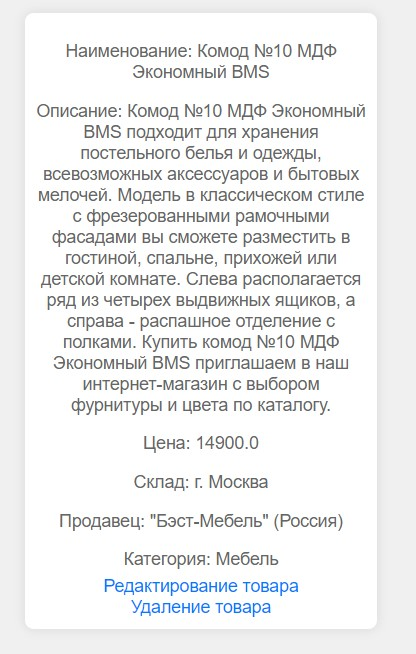 Наименование: Комод №10 МДФ
Экономный BMS
Описание: Комод №10 МДФ Экономный
BMS подходит для хранения
постельного белья и одежды,
всевозможных аксессуаров и бытовых
мелочей. Модель в классическом стиле
с фрезерованными рамочными
фасадами вы сможете разместить в
гостиной, спальне, прихожей или
детской комнате. Слева располагается
ряд из четырех выдвижных ящиков, а
справа - распашное отделение с
полками. Купить комод №10 МДФ
Экономный BMS приглашаем в наш
интернет-магазин с выбором
фурнитуры и цвета по каталогу.
Цена: 14900.0
Склад: г. Москва
Продавец: "Бэст-Мебель" (Россия)
Категория: Мебель
Редактирование товара
Удаление товара